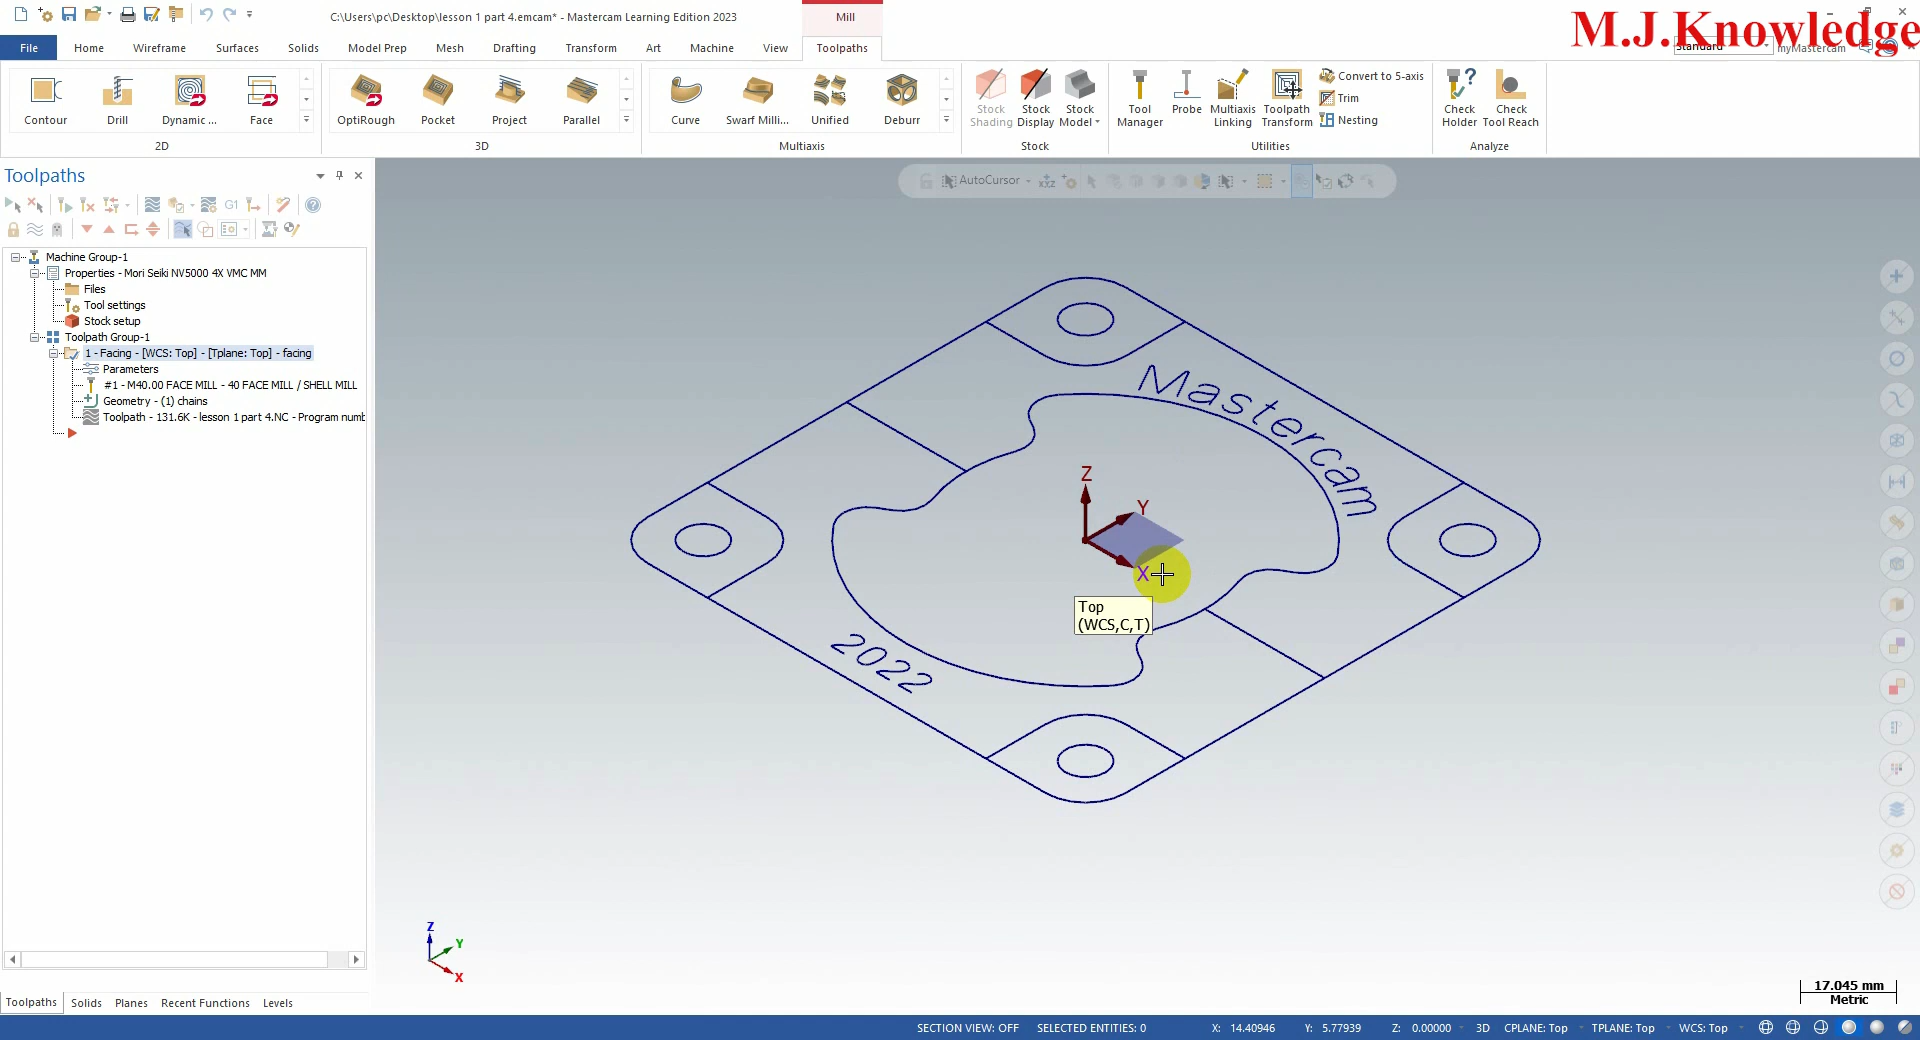 C:\Users\pc\Desktop\lesson 1 part 4.emcam* - Mastercam Learning Edition 2023
Mill
M.J.Knowledge
File Home Wireframe Surfaces Solids Model Prep Mesh Drafting Transform Art Machine View Toolpaths
Standard
myMastercam
Contour Drill Dynamic ... Face
2D
OptiRough Pocket Project Parallel
3D
Curve Swarf Milli... Unified Deburr
Multiaxis
Stock Shading Stock Display Stock Model
Stock
Tool Manager Probe Multiaxis Linking Toolpath Transform
Convert to 5-axis
Trim
Nesting
Utilities
Check Holder Check Tool Reach
Analyze
Toolpaths
AutoCursor
XYZ
G1
Machine Group-1
Properties - Mori Seiki NV5000 4X VMC MM
Files
Tool settings
Stock setup
Toolpath Group-1
1 - Facing - [WCS: Top] - [Tplane: Top] - facing
Parameters
#1 - M40.00 FACE MILL - 40 FACE MILL / SHELL MILL
Geometry - (1) chains
Toolpath - 131.6K - lesson 1 part 4.NC - Program numb
Mastercam
2022
Z
Y
X
Top
(WCS,C,T)
Z
Y
X
17.045 mm
Metric
Toolpaths Solids Planes Recent Functions Levels
SECTION VIEW: OFF SELECTED ENTITIES: 0 X: 14.40946 Y: 5.77939 Z: 0.00000 3D CPLANE: Top TPLANE: Top WCS: Top